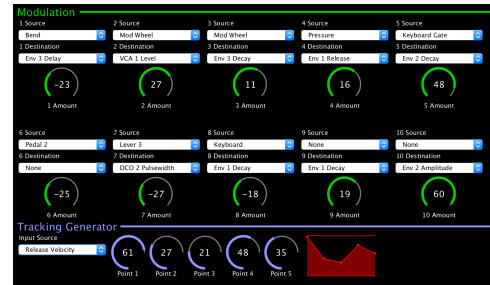 Modulation
1 Source 2 Source 3 Source 4 Source 5 Source
Bend Mod Wheel Mod Wheel Pressure Keyboard Gate
1 Destination 2 Destination 3 Destination 4 Destination 5 Destination
Env 3 Delay VCA 1 Level Env 3 Decay Env 1 Release Env 2 Decay
-23 27 11 16 48
1 Amount 2 Amount 3 Amount 4 Amount 5 Amount
6 Source 7 Source 8 Source 9 Source 10 Source
Pedal 2 Lever 3 Keyboard None None
6 Destination 7 Destination 8 Destination 9 Destination 10 Destination
None DCO 2 Pulsewidth Env 1 Decay Env 1 Decay Env 2 Amplitude
-25 -27 -18 19 60
6 Amount 7 Amount 8 Amount 9 Amount 10 Amount
Tracking Generator
Input Source
Release Velocity
61 27 21 48 35
Point 1 Point 2 Point 3 Point 4 Point 5